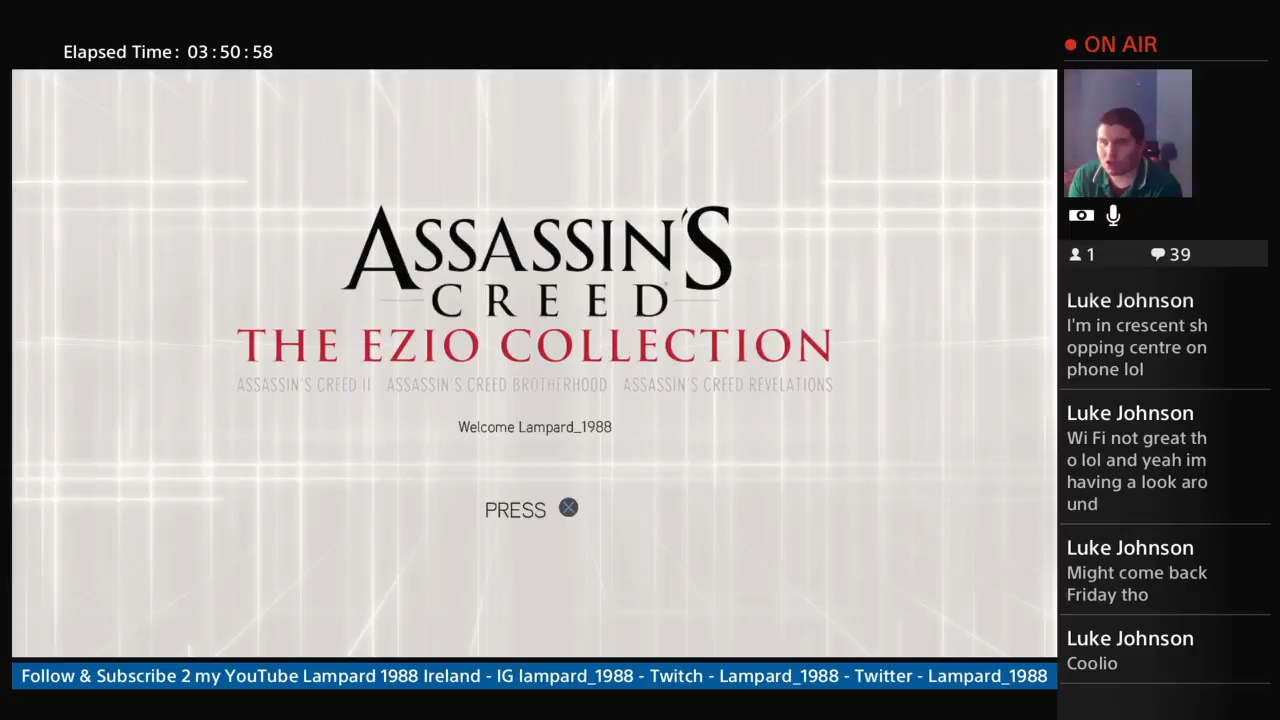 Elapsed Time: 03:50:58
ON AIR
ASSASSIN'S
CREED
THE EZIO COLLECTION
ASSASSIN'S CREED II ASSASSIN'S CREED BROTHERHOOD ASSASSIN'S CREED REVELATIONS
Welcome Lampard_1988
PRESS
1 39
Luke Johnson
I'm in crescent sh
opping centre on
phone lol
Luke Johnson
Wi Fi not great th
o lol and yeah im
having a look aro
und
Luke Johnson
Might come back
Friday tho
Luke Johnson
Coolio
Follow & Subscribe 2 my YouTube Lampard 1988 Ireland - IG lampard_1988 - Twitch - Lampard_1988 - Twitter - Lampard_1988